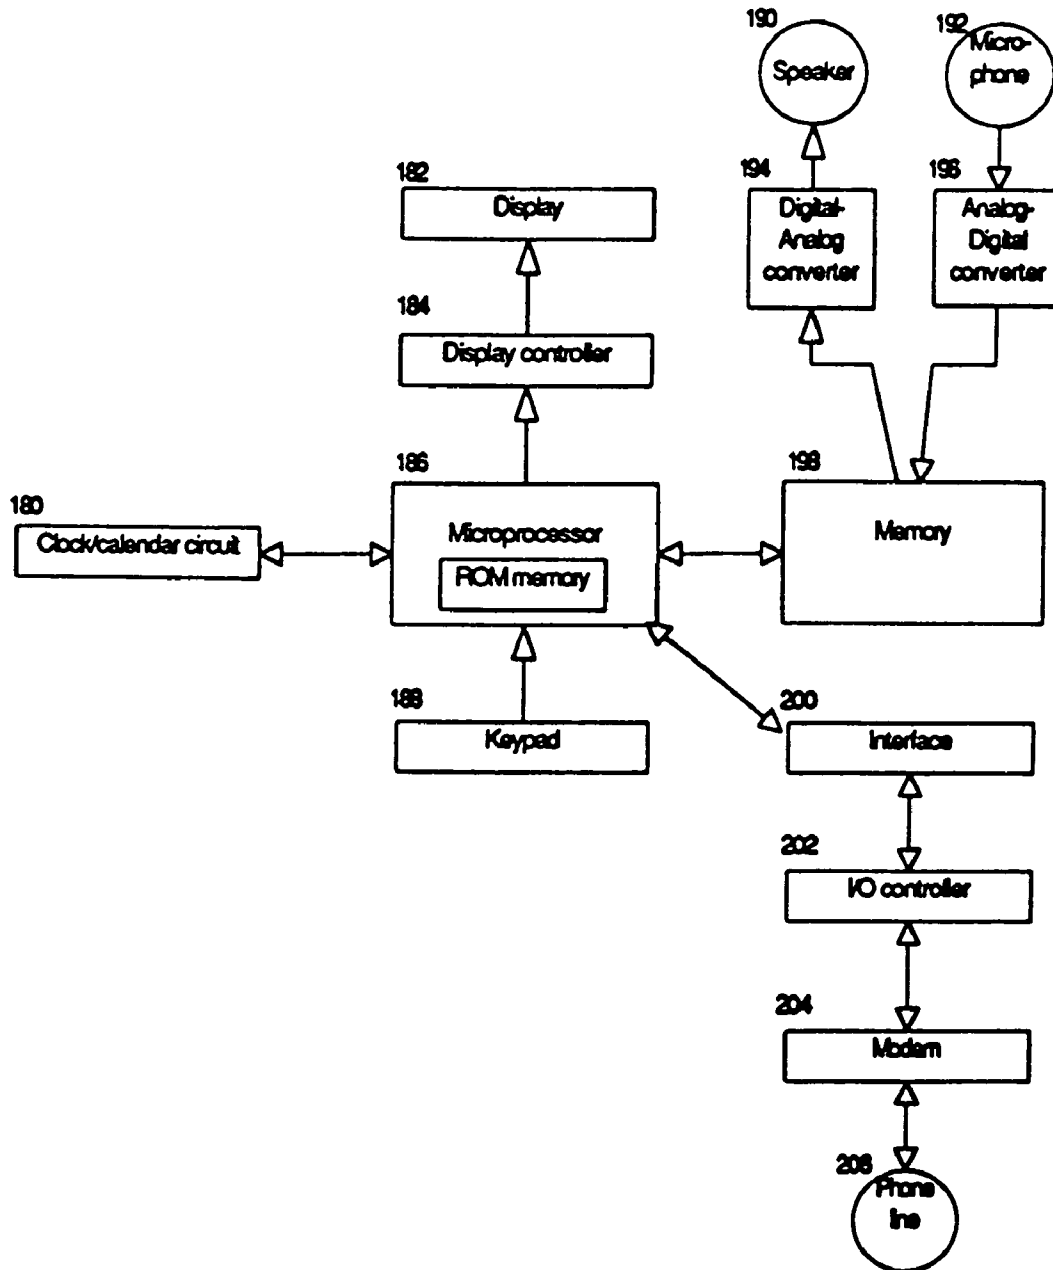 190
Speaker
192
Micro-
phone
182
Display
194
Digital-
Analog
converter
196
Analog-
Digital
converter
184
Display controller
186
Microprocessor
ROM memory
198
Memory
180
Clock/calendar circuit
188
Keypad
200
Interface
202
I/O controller
204
Modem
206
Phone
line